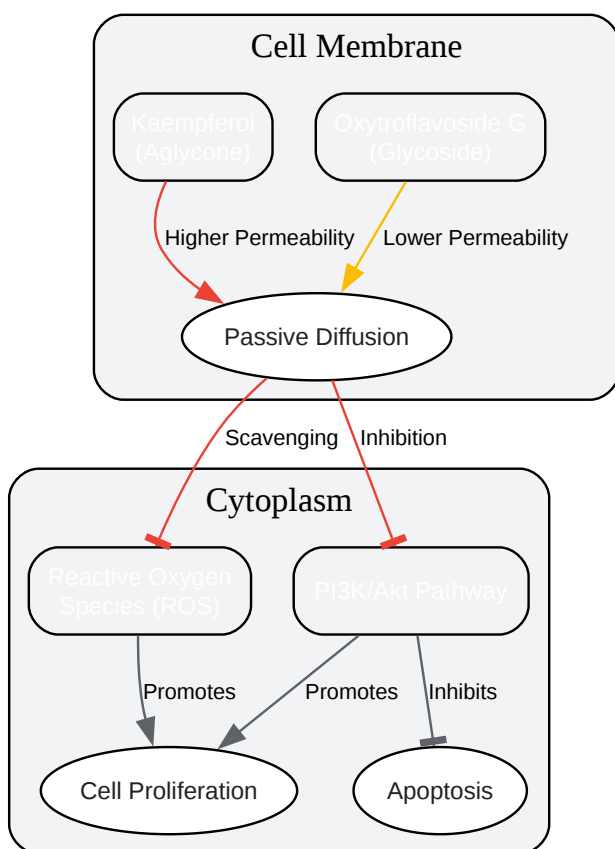 Cell Membrane
Kaempferol
(Aglycone)
Oxytroflavoside G
(Glycoside)
Higher Permeability
Lower Permeability
Passive Diffusion
Scavenging
Inhibition
Cytoplasm
Reactive Oxygen
Species (ROS)
PI3K/Akt Pathway
Promotes
Promotes
Inhibits
Cell Proliferation
Apoptosis